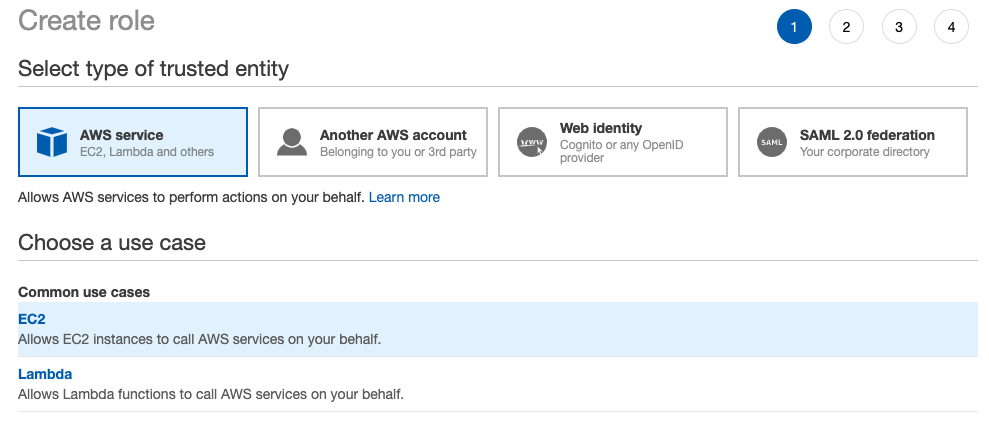 Create role
1 2 3 4
Select type of trusted entity
AWS service
EC2, Lambda and others
Another AWS account
Belonging to you or 3rd party
WWW
Web identity
Cognito or any OpenID
provider
SAML
SAML 2.0 federation
Your corporate directory
Allows AWS services to perform actions on your behalf. Learn more
Choose a use case
Common use cases
EC2
Allows EC2 instances to call AWS services on your behalf.
Lambda
Allows Lambda functions to call AWS services on your behalf.